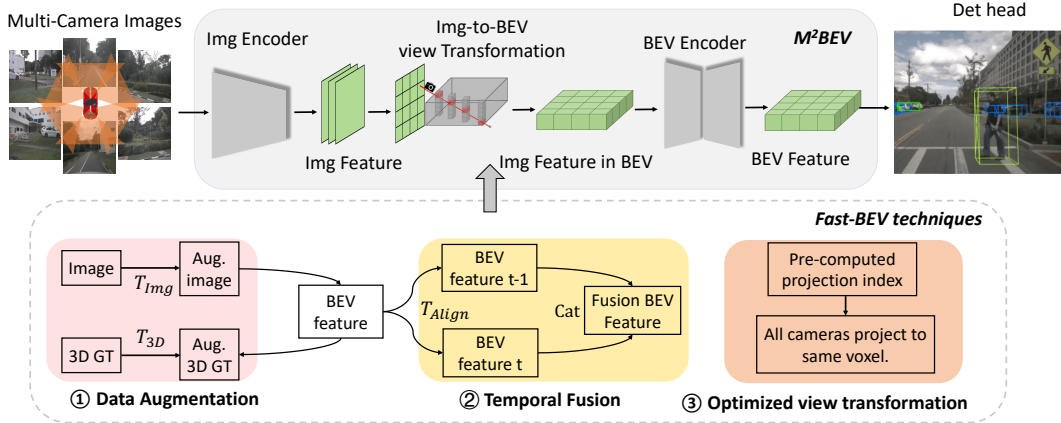 Multi-Camera Images
Img Encoder
Img-to-BEV
view Transformation
BEV Encoder
M²BEV
Det head
Img Feature
Img Feature in BEV
BEV Feature
Fast-BEV techniques
Image
T_Img
Aug.
image
3D GT
T_3D
Aug.
3D GT
BEV
feature
T_Align
BEV
feature t-1
BEV
feature t
Cat
Fusion BEV
Feature
Pre-computed
projection index
All cameras project to
same voxel.
① Data Augmentation
② Temporal Fusion
③ Optimized view transformation